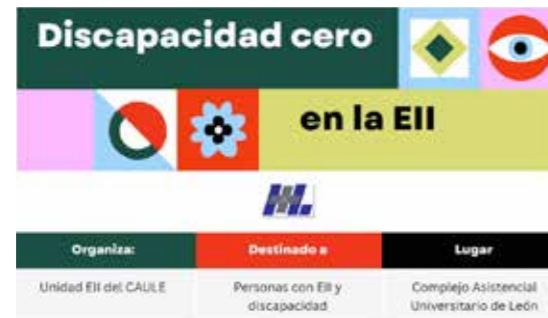 Discapacidad cero
en la EII
Organiza:
Destinado a
Lugar
Unidad EII del CAULE
Personas con EII y
discapacidad
Complejo Asistencial
Universitario de León